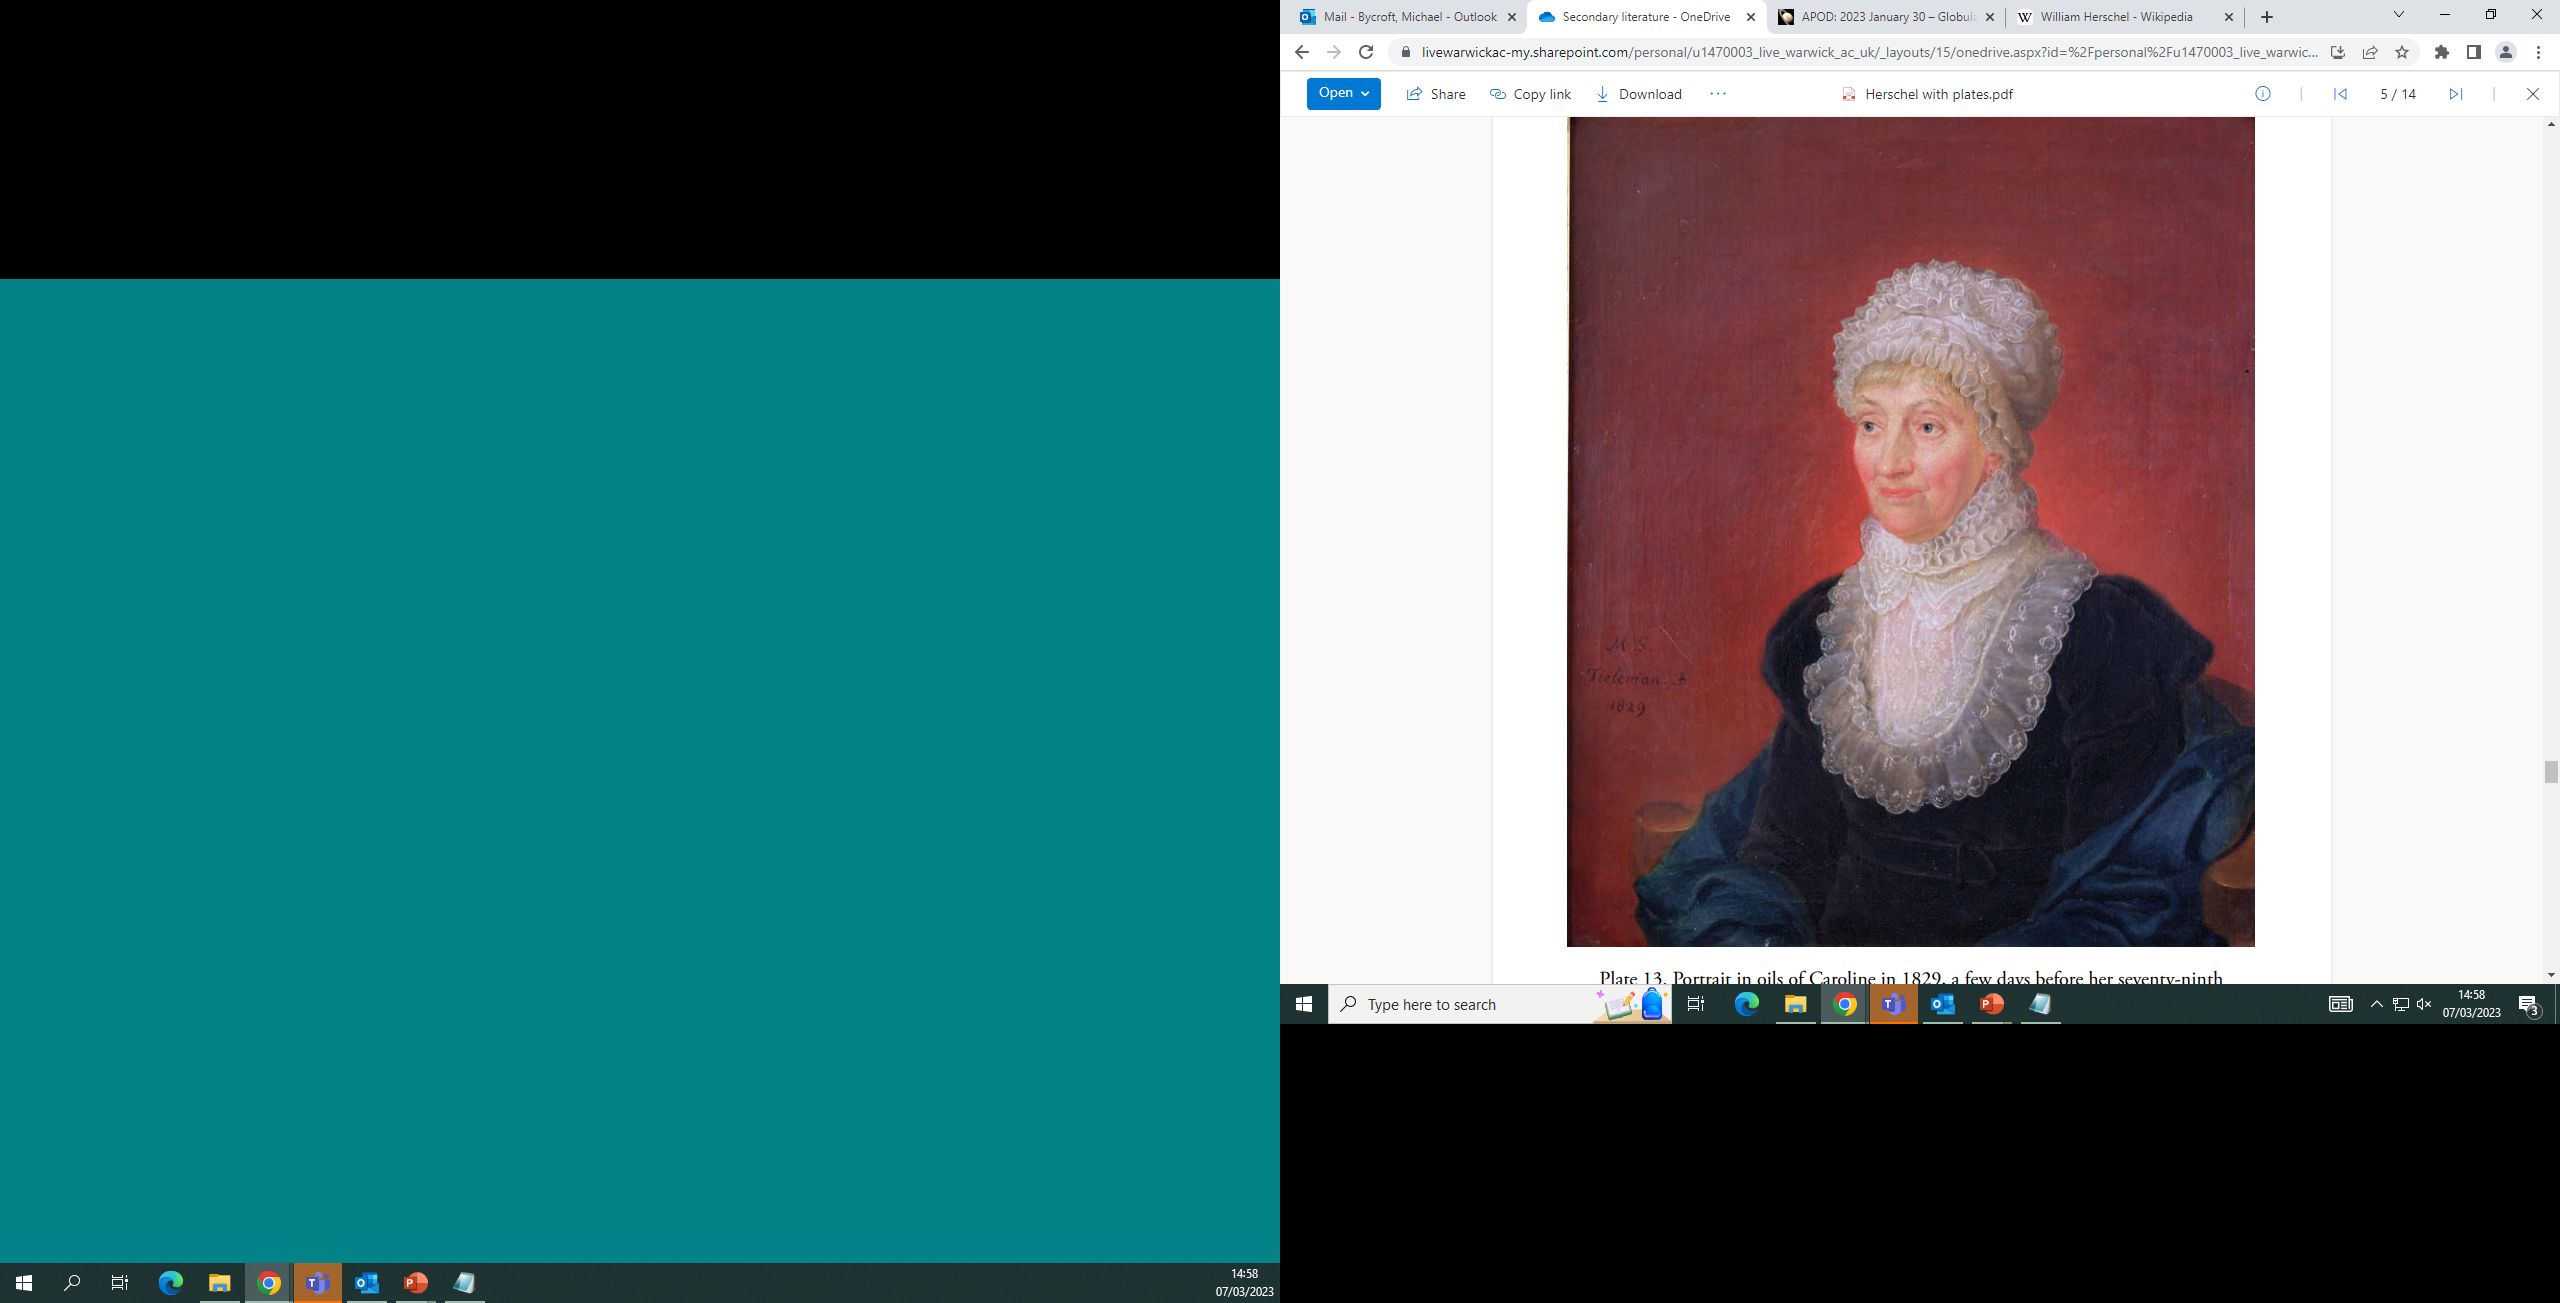 Mail - Bycroft, Michael - Outlook
Secondary literature - OneDrive
APOD: 2023 January 30 – Globula
William Herschel - Wikipedia
livewarwickac-my.sharepoint.com/personal/u1470003_live_warwick_ac_uk/_layouts/15/onedrive.aspx?id=%2Fpersonal%2Fu1470003_live_warwic...
Open
Share
Copy link
Download
Herschel with plates.pdf
5 / 14
M.S.
Tieleman. F
1829
Plate 13. Portrait in oils of Caroline in 1829, a few days before her seventy-ninth
Type here to search
14:58
07/03/2023
3
14:58
07/03/2023